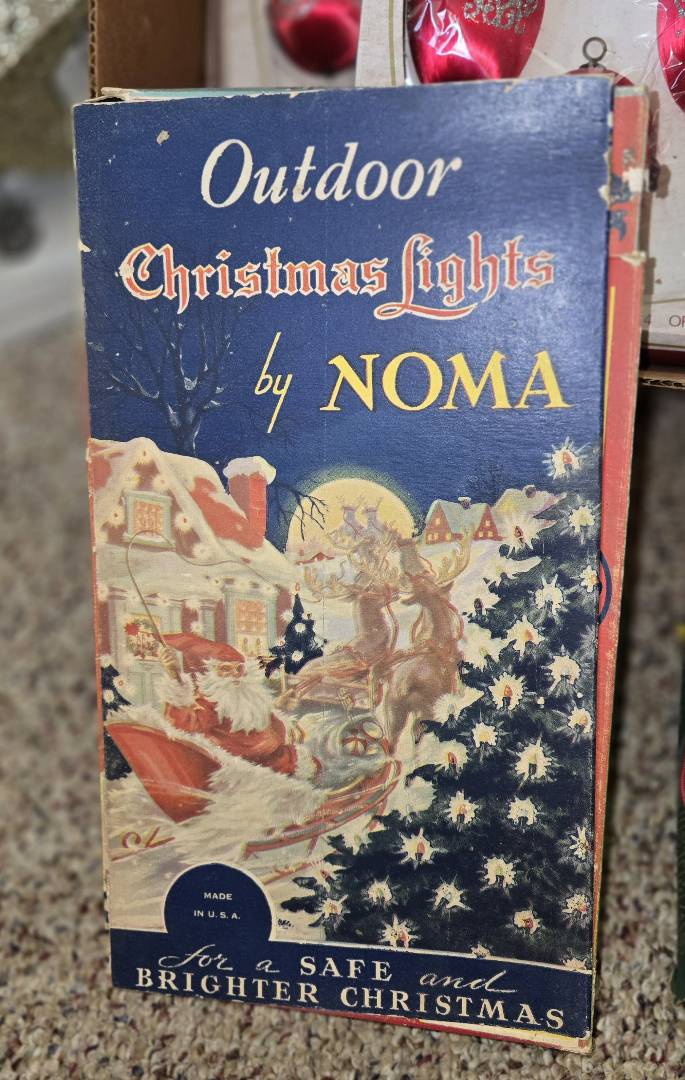 Outdoor
Christmas Lights
by NOMA
MADE
IN U.S.A.
for a SAFE and
BRIGHTER CHRISTMAS